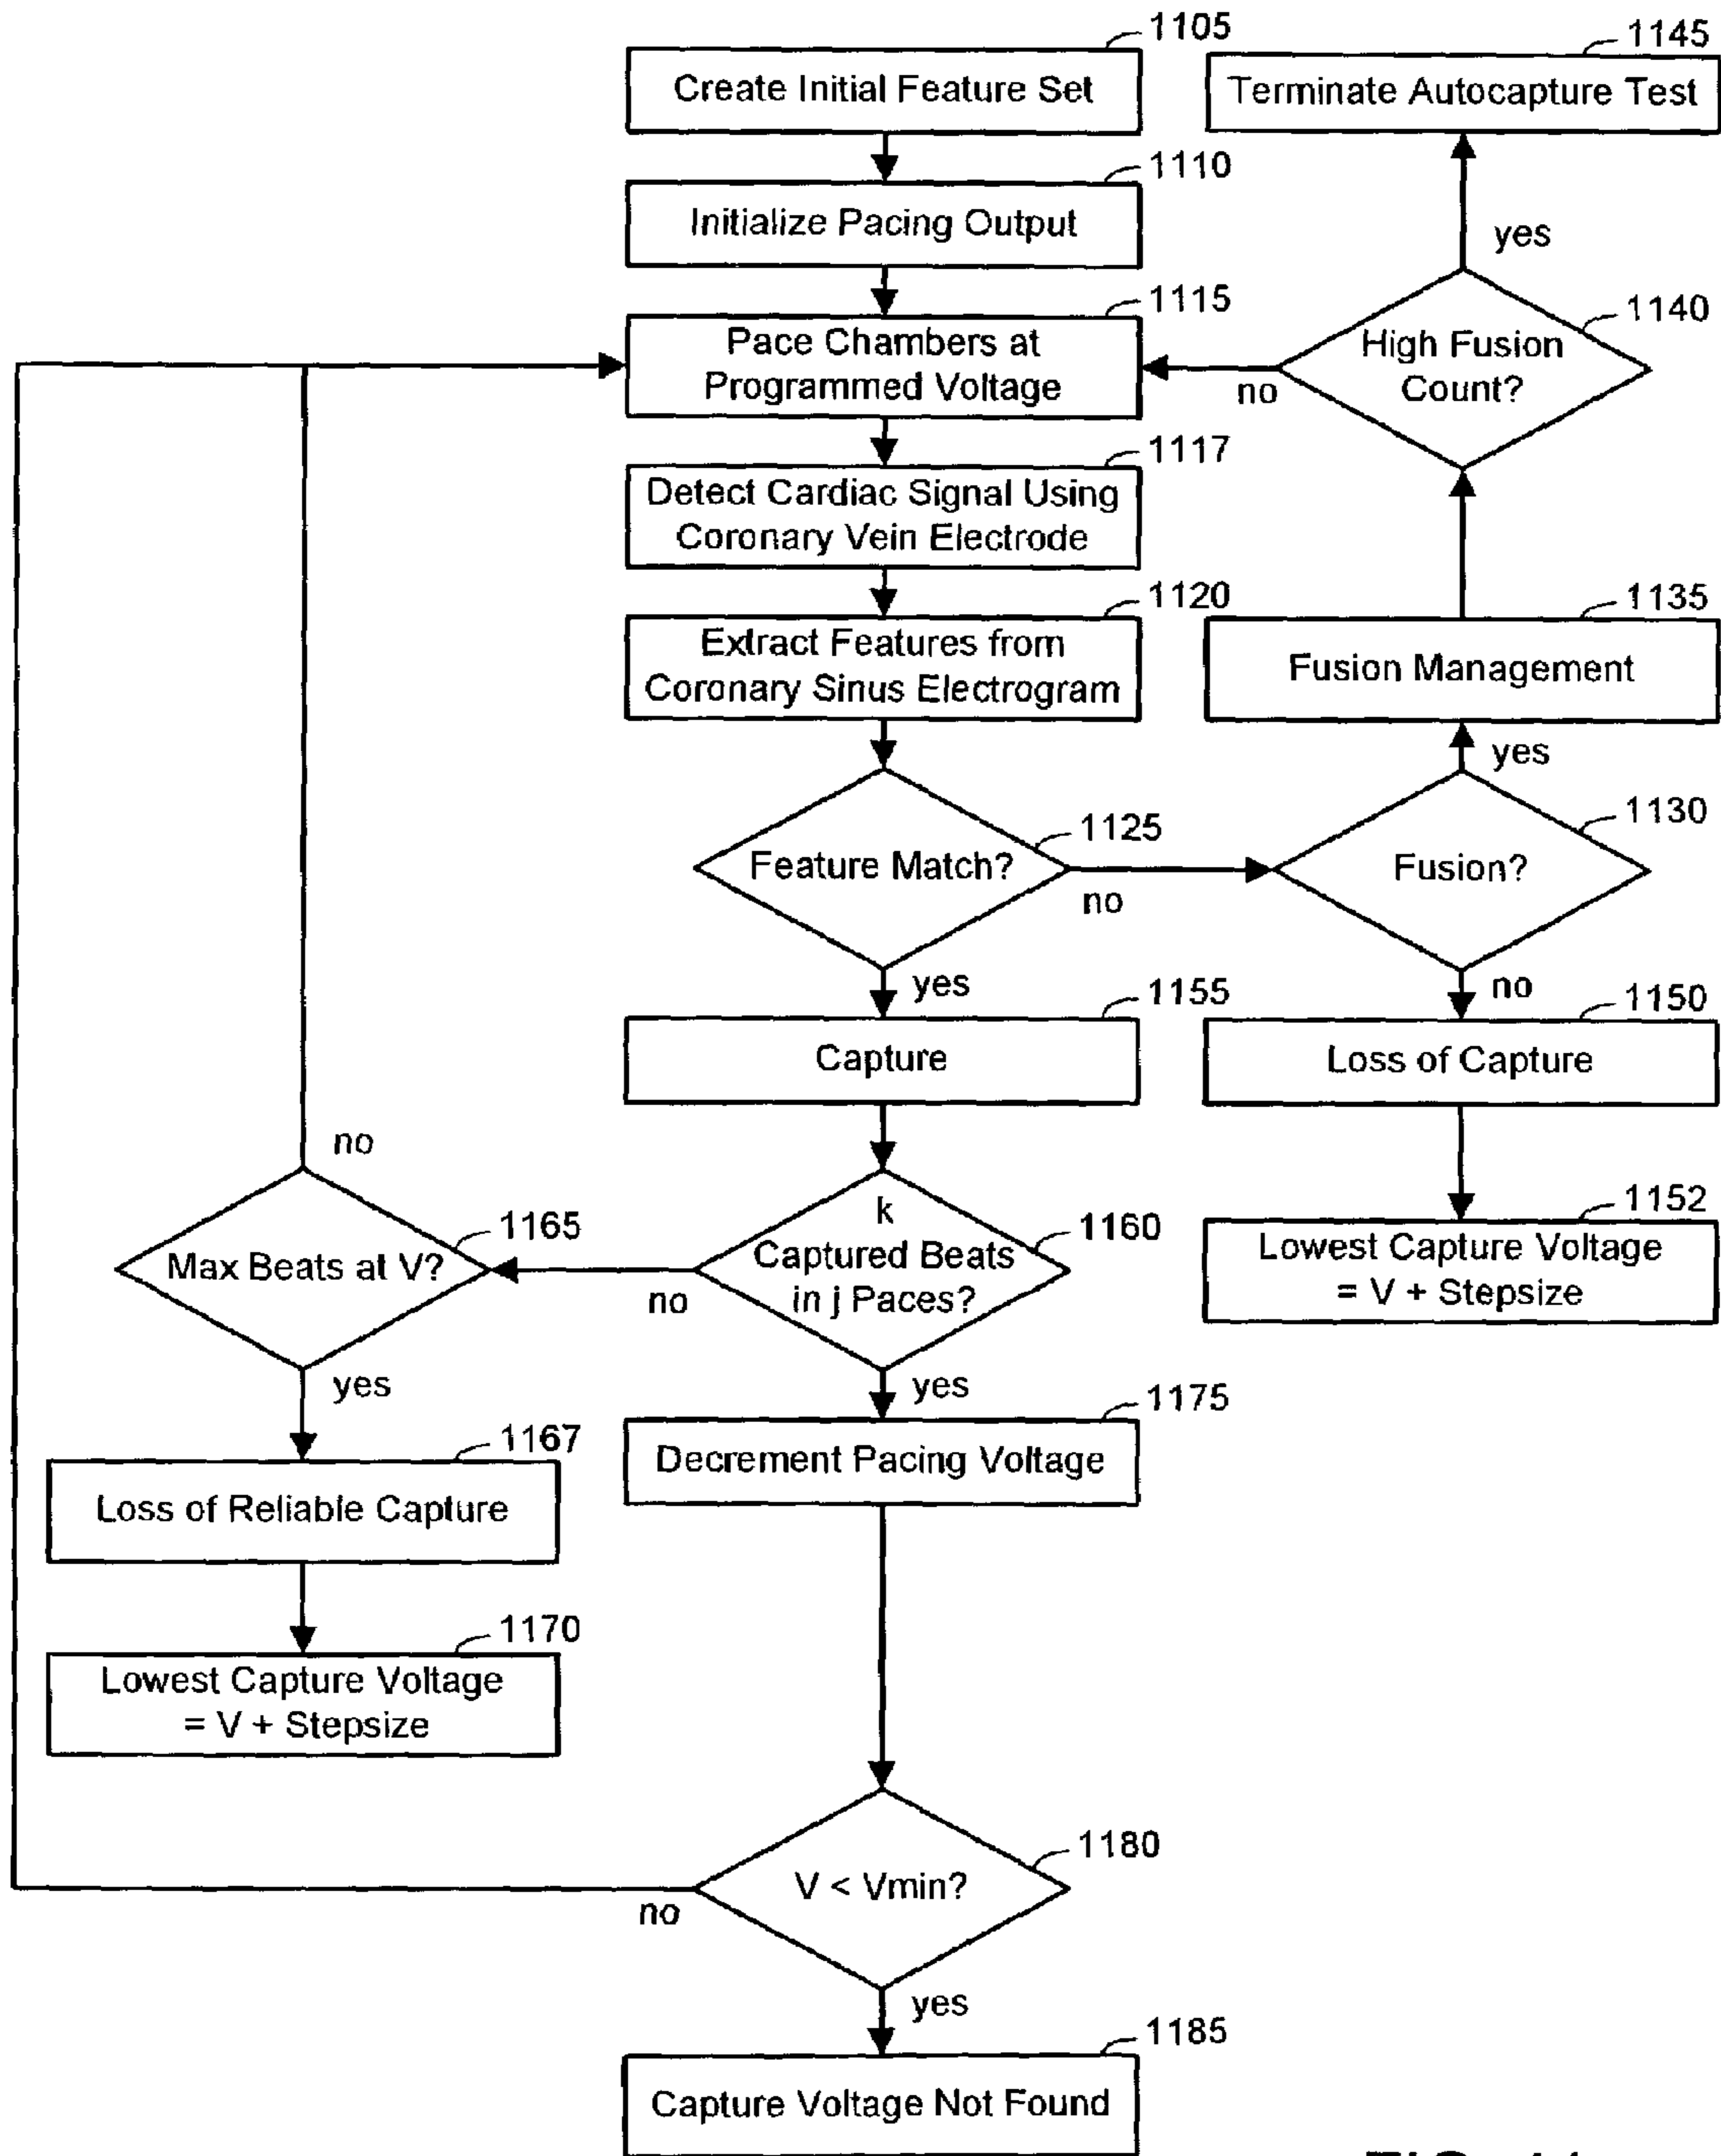 1105
Create Initial Feature Set
1145
Terminate Autocapture Test
1110
Initialize Pacing Output
yes
1115
Pace Chambers at
Programmed Voltage
1140
High Fusion
Count?
no
1117
Detect Cardiac Signal Using
Coronary Vein Electrode
1120
Extract Features from
Coronary Sinus Electrogram
1135
Fusion Management
yes
1125
Feature Match?
no
1130
Fusion?
yes
no
1155
Capture
1150
Loss of Capture
no
1165
Max Beats at V?
k
Captured Beats
in j Paces?
1160
no
1152
Lowest Capture Voltage
= V + Stepsize
yes
yes
1175
Decrement Pacing Voltage
1167
Loss of Reliable Capture
1170
Lowest Capture Voltage
= V + Stepsize
1180
V < Vmin?
no
yes
1185
Capture Voltage Not Found